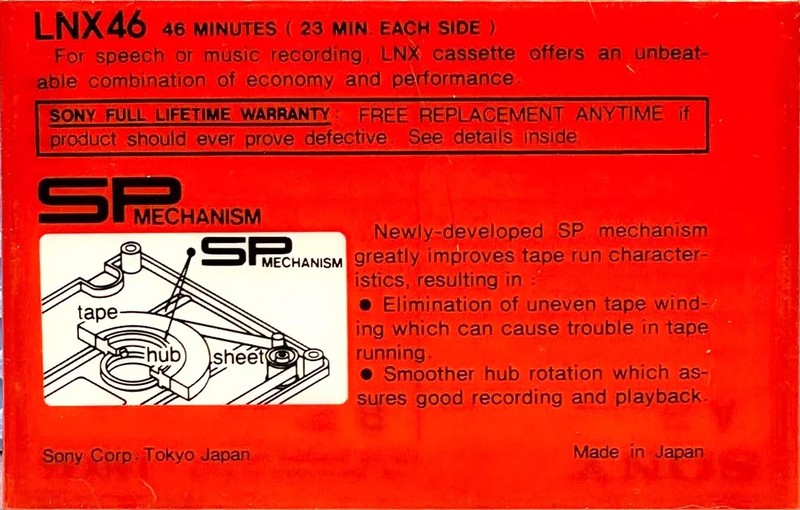 LNX46 46 MINUTES ( 23 MIN. EACH SIDE )
For speech or music recording, LNX cassette offers an unbeat-
able combination of economy and performance.
SONY FULL LIFETIME WARRANTY: FREE REPLACEMENT ANYTIME if
product should ever prove defective. See details inside.
SP MECHANISM
SP MECHANISM
tape
hub
sheet
Newly-developed SP mechanism
greatly improves tape run character-
istics, resulting in :
● Elimination of uneven tape wind-
ing which can cause trouble in tape
running.
● Smoother hub rotation which as-
sures good recording and playback.
Sony Corp. Tokyo Japan
Made in Japan